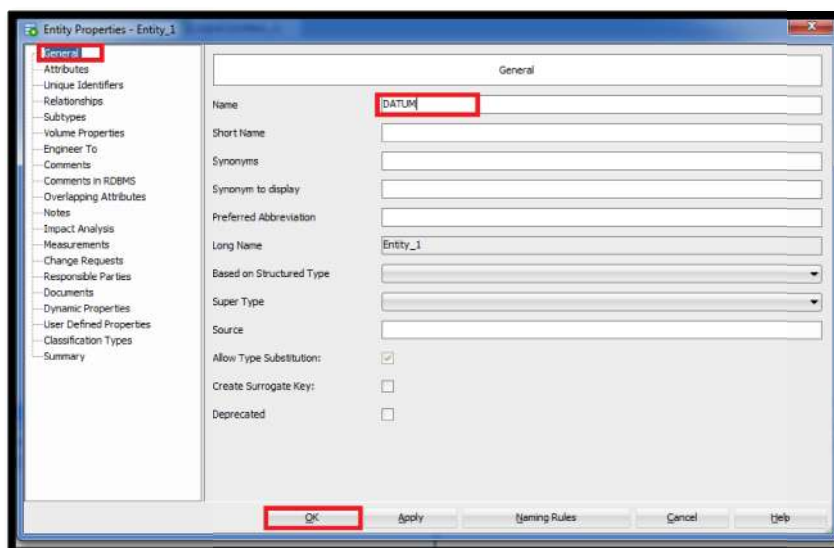 Entity Properties - Entity_1
General
Attributes
Unique Identifiers
Relationships
Subtypes
Volume Properties
Engineer To
Comments
Comments in RDBMS
Overlapping Attributes
Notes
Impact Analysis
Measurements
Change Requests
Responsible Parties
Documents
Dynamic Properties
User Defined Properties
Classification Types
Summary
General
Name DATUM
Short Name
Synonyms
Synonym to display
Preferred Abbreviation
Long Name Entity_1
Based on Structured Type
Super Type
Source
Allow Type Substitution:
Create Surrogate Key:
Deprecated
OK Apply Naming Rules Cancel Help